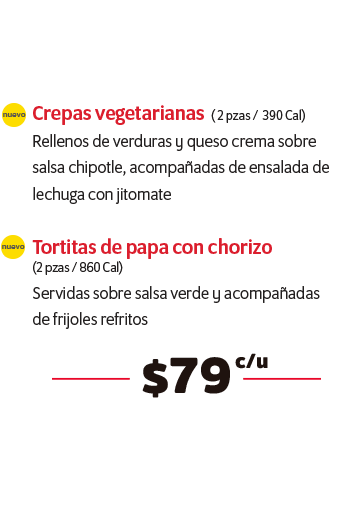 nuevo
Crepas vegetarianas (2 pzas / 390 Cal)
Rellenos de verduras y queso crema sobre
salsa chipotle, acompañadas de ensalada de
lechuga con jitomate
nuevo
Tortitas de papa con chorizo
(2 pzas / 860 Cal)
Servidas sobre salsa verde y acompañadas
de frijoles refritos
$79 c/u